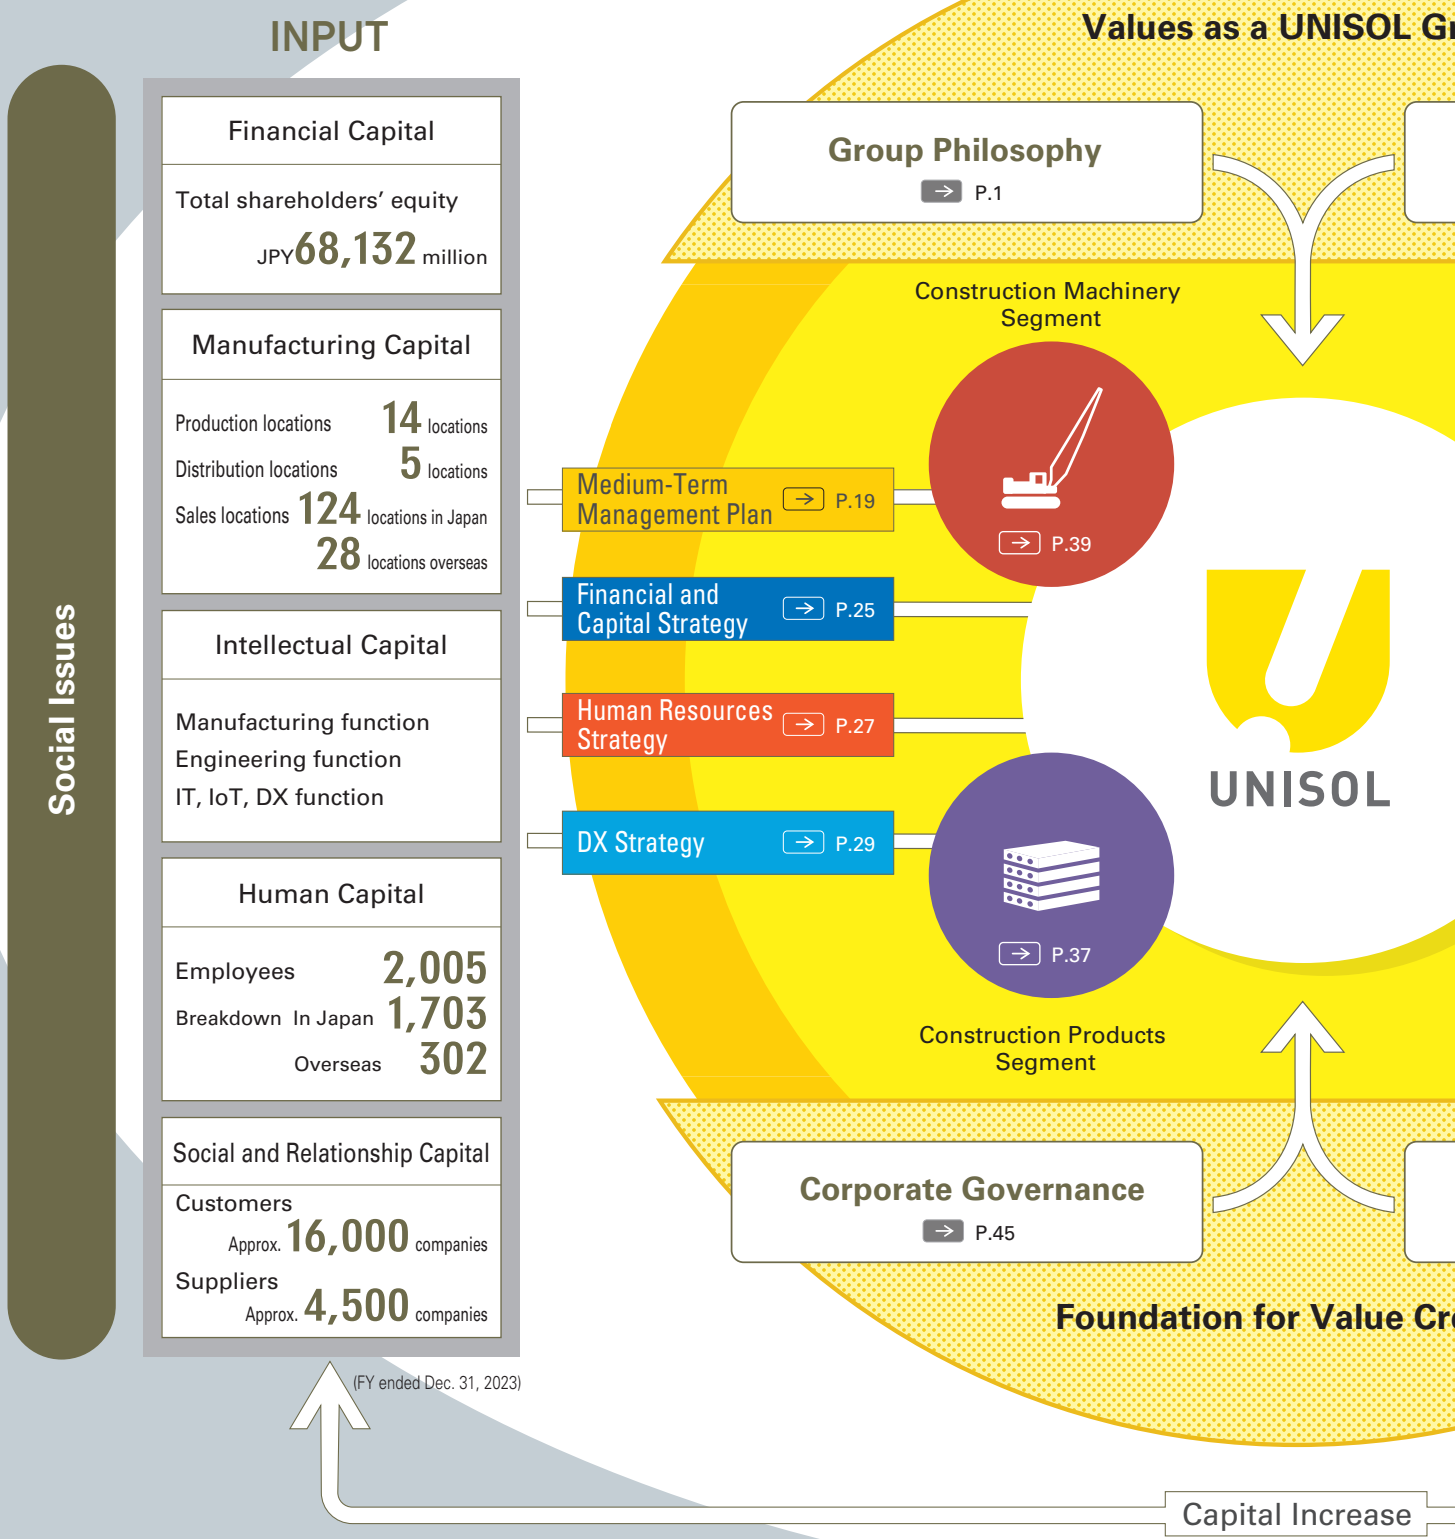 INPUT
Social Issues
Financial Capital
Total shareholders’ equity
JPY68,132 million
Manufacturing Capital
Production locations 14 locations
Distribution locations 5 locations
Sales locations 124 locations in Japan
28 locations overseas
Intellectual Capital
Manufacturing function
Engineering function
IT, IoT, DX function
Human Capital
Employees 2,005
Breakdown In Japan 1,703
Overseas 302
Social and Relationship Capital
Customers
Approx. 16,000 companies
Suppliers
Approx. 4,500 companies
(FY ended Dec. 31, 2023)
Values as a UNISOL Gr
Group Philosophy
P.1
Construction Machinery
Segment
P.39
Medium-Term
Management Plan P.19
Financial and
Capital Strategy P.25
Human Resources
Strategy P.27
DX Strategy P.29
UNISOL
P.37
Construction Products
Segment
Corporate Governance
P.45
Foundation for Value Cre
Capital Increase